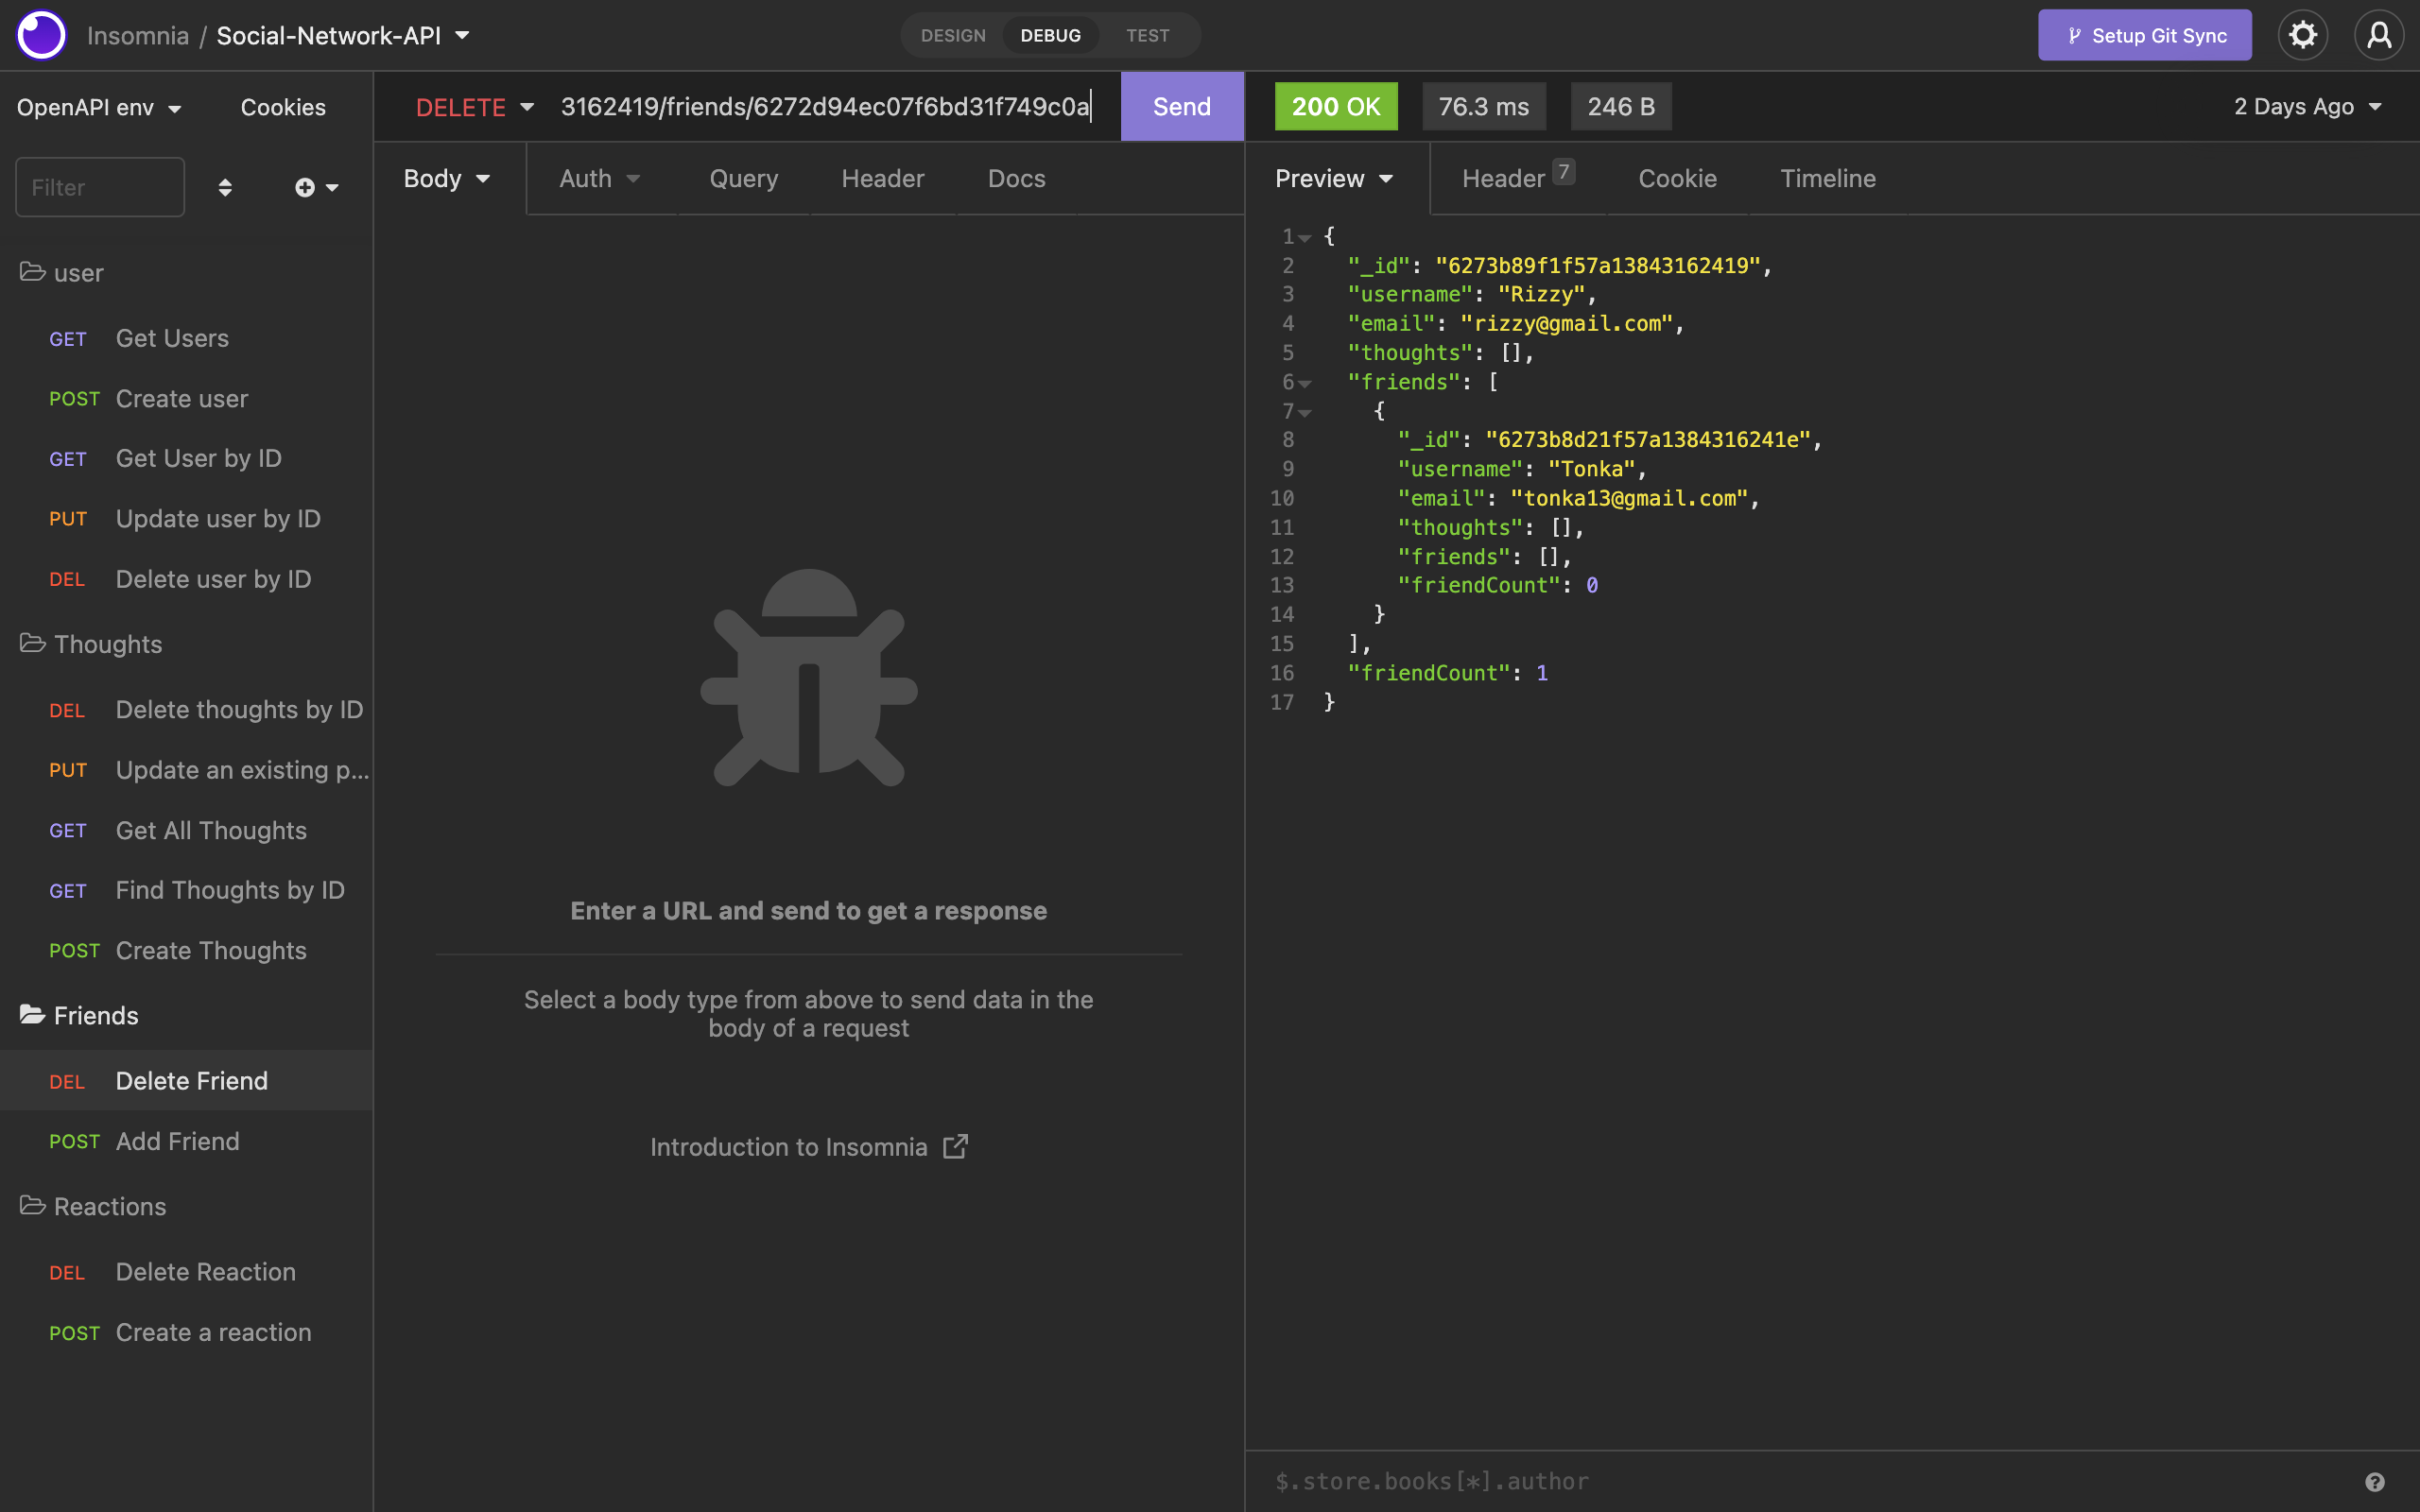 Insomnia / Social-Network-API
DESIGN DEBUG TEST
Setup Git Sync
OpenAPI env Cookies
Filter
user
GET Get Users
POST Create user
GET Get User by ID
PUT Update user by ID
DEL Delete user by ID
Thoughts
DEL Delete thoughts by ID
PUT Update an existing p...
GET Get All Thoughts
GET Find Thoughts by ID
POST Create Thoughts
Friends
DEL Delete Friend
POST Add Friend
Reactions
DEL Delete Reaction
POST Create a reaction
DELETE 3162419/friends/6272d94ec07f6bd31f749c0a Send
Body Auth Query Header Docs
Enter a URL and send to get a response
Select a body type from above to send data in the
body of a request
Introduction to Insomnia
200 OK 76.3 ms 246 B 2 Days Ago
Preview Header 7 Cookie Timeline
1 {
2 "_id": "6273b89f1f57a13843162419",
3 "username": "Rizzy",
4 "email": "rizzy@gmail.com",
5 "thoughts": [],
6 "friends": [
7 {
8 "_id": "6273b8d21f57a1384316241e",
9 "username": "Tonka",
10 "email": "tonka13@gmail.com",
11 "thoughts": [],
12 "friends": [],
13 "friendCount": 0
14 }
15 ],
16 "friendCount": 1
17 }
$.store.books[*].author
?